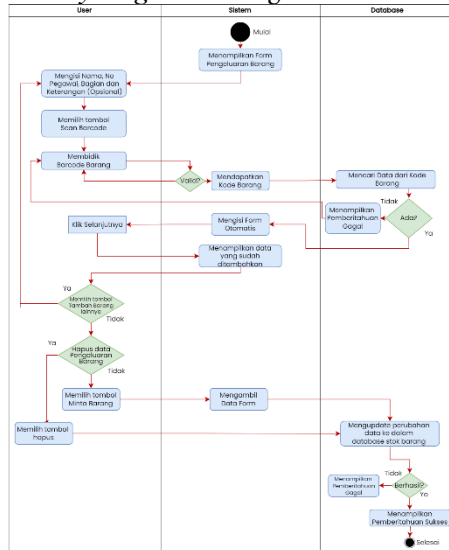 User
Sistem
Database
Mulai
Menampilkan Form
Pengeluaran Barang
Mengisi Nama, No
Pegawai, Bagian dan
Keterangan (Opsional)
Memilih tombol
Scan Barcode
Membidik
Barcode Barang
Valid?
Mendapatkan
Kode Barang
Mencari Data dari Kode
Barang
Tidak
Ada?
Ya
Menampilkan
Pemberitahuan
Gagal
Mengisi Form
Otomatis
Klik Selanjutnya
Menampilkan data
yang sudah
ditambahkan
Ya
Memilih tombol
Tambah Barang
lainnya
Tidak
Ya
Hapus data
Pengeluaran
Barang
Tidak
Memilih tombol
Minta Barang
Mengambil
Data Form
Memilih tombol
hapus
Mengupdate perubahan
data ke dalam
database stok barang
Tidak
Berhasil?
Ya
Menampilkan
Pemberitahuan
Gagal
Menampilkan
Pemberitahuan Sukses
Selesai